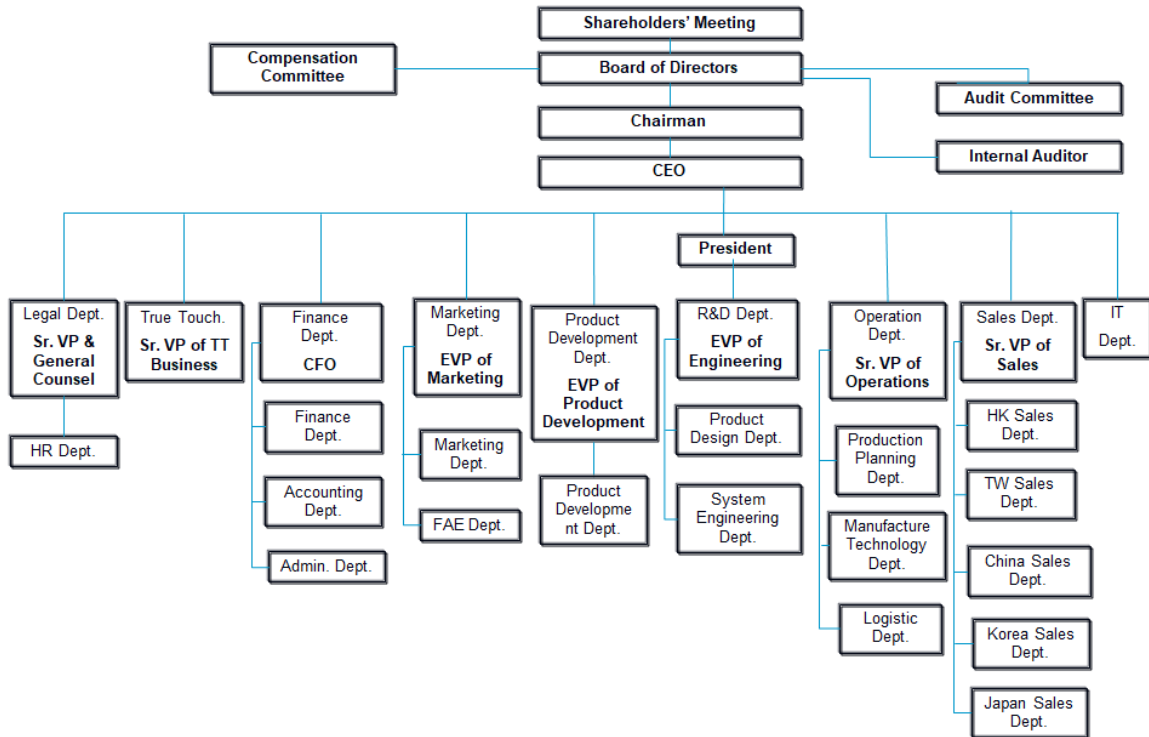 Shareholders' Meeting
Compensation
Committee
Board of Directors
Audit Committee
Chairman
Internal Auditor
CEO
President
Legal Dept.
Sr. VP &
General
Counsel
HR Dept.
True Touch.
Sr. VP of TT
Business
Finance
Dept.
CFO
Finance
Dept.
Accounting
Dept.
Admin. Dept.
Marketing
Dept.
EVP of
Marketing
Marketing
Dept.
FAE Dept.
Product
Development
Dept.
EVP of
Product
Development
Product
Developme
nt Dept.
R&D Dept.
EVP of
Engineering
Product
Design Dept.
System
Engineering
Dept.
Operation
Dept.
Sr. VP of
Operations
Production
Planning
Dept.
Manufacture
Technology
Dept.
Logistic
Dept.
Sales Dept.
Sr. VP of
Sales
HK Sales
Dept.
TW Sales
Dept.
China Sales
Dept.
Korea Sales
Dept.
Japan Sales
Dept.
IT
Dept.